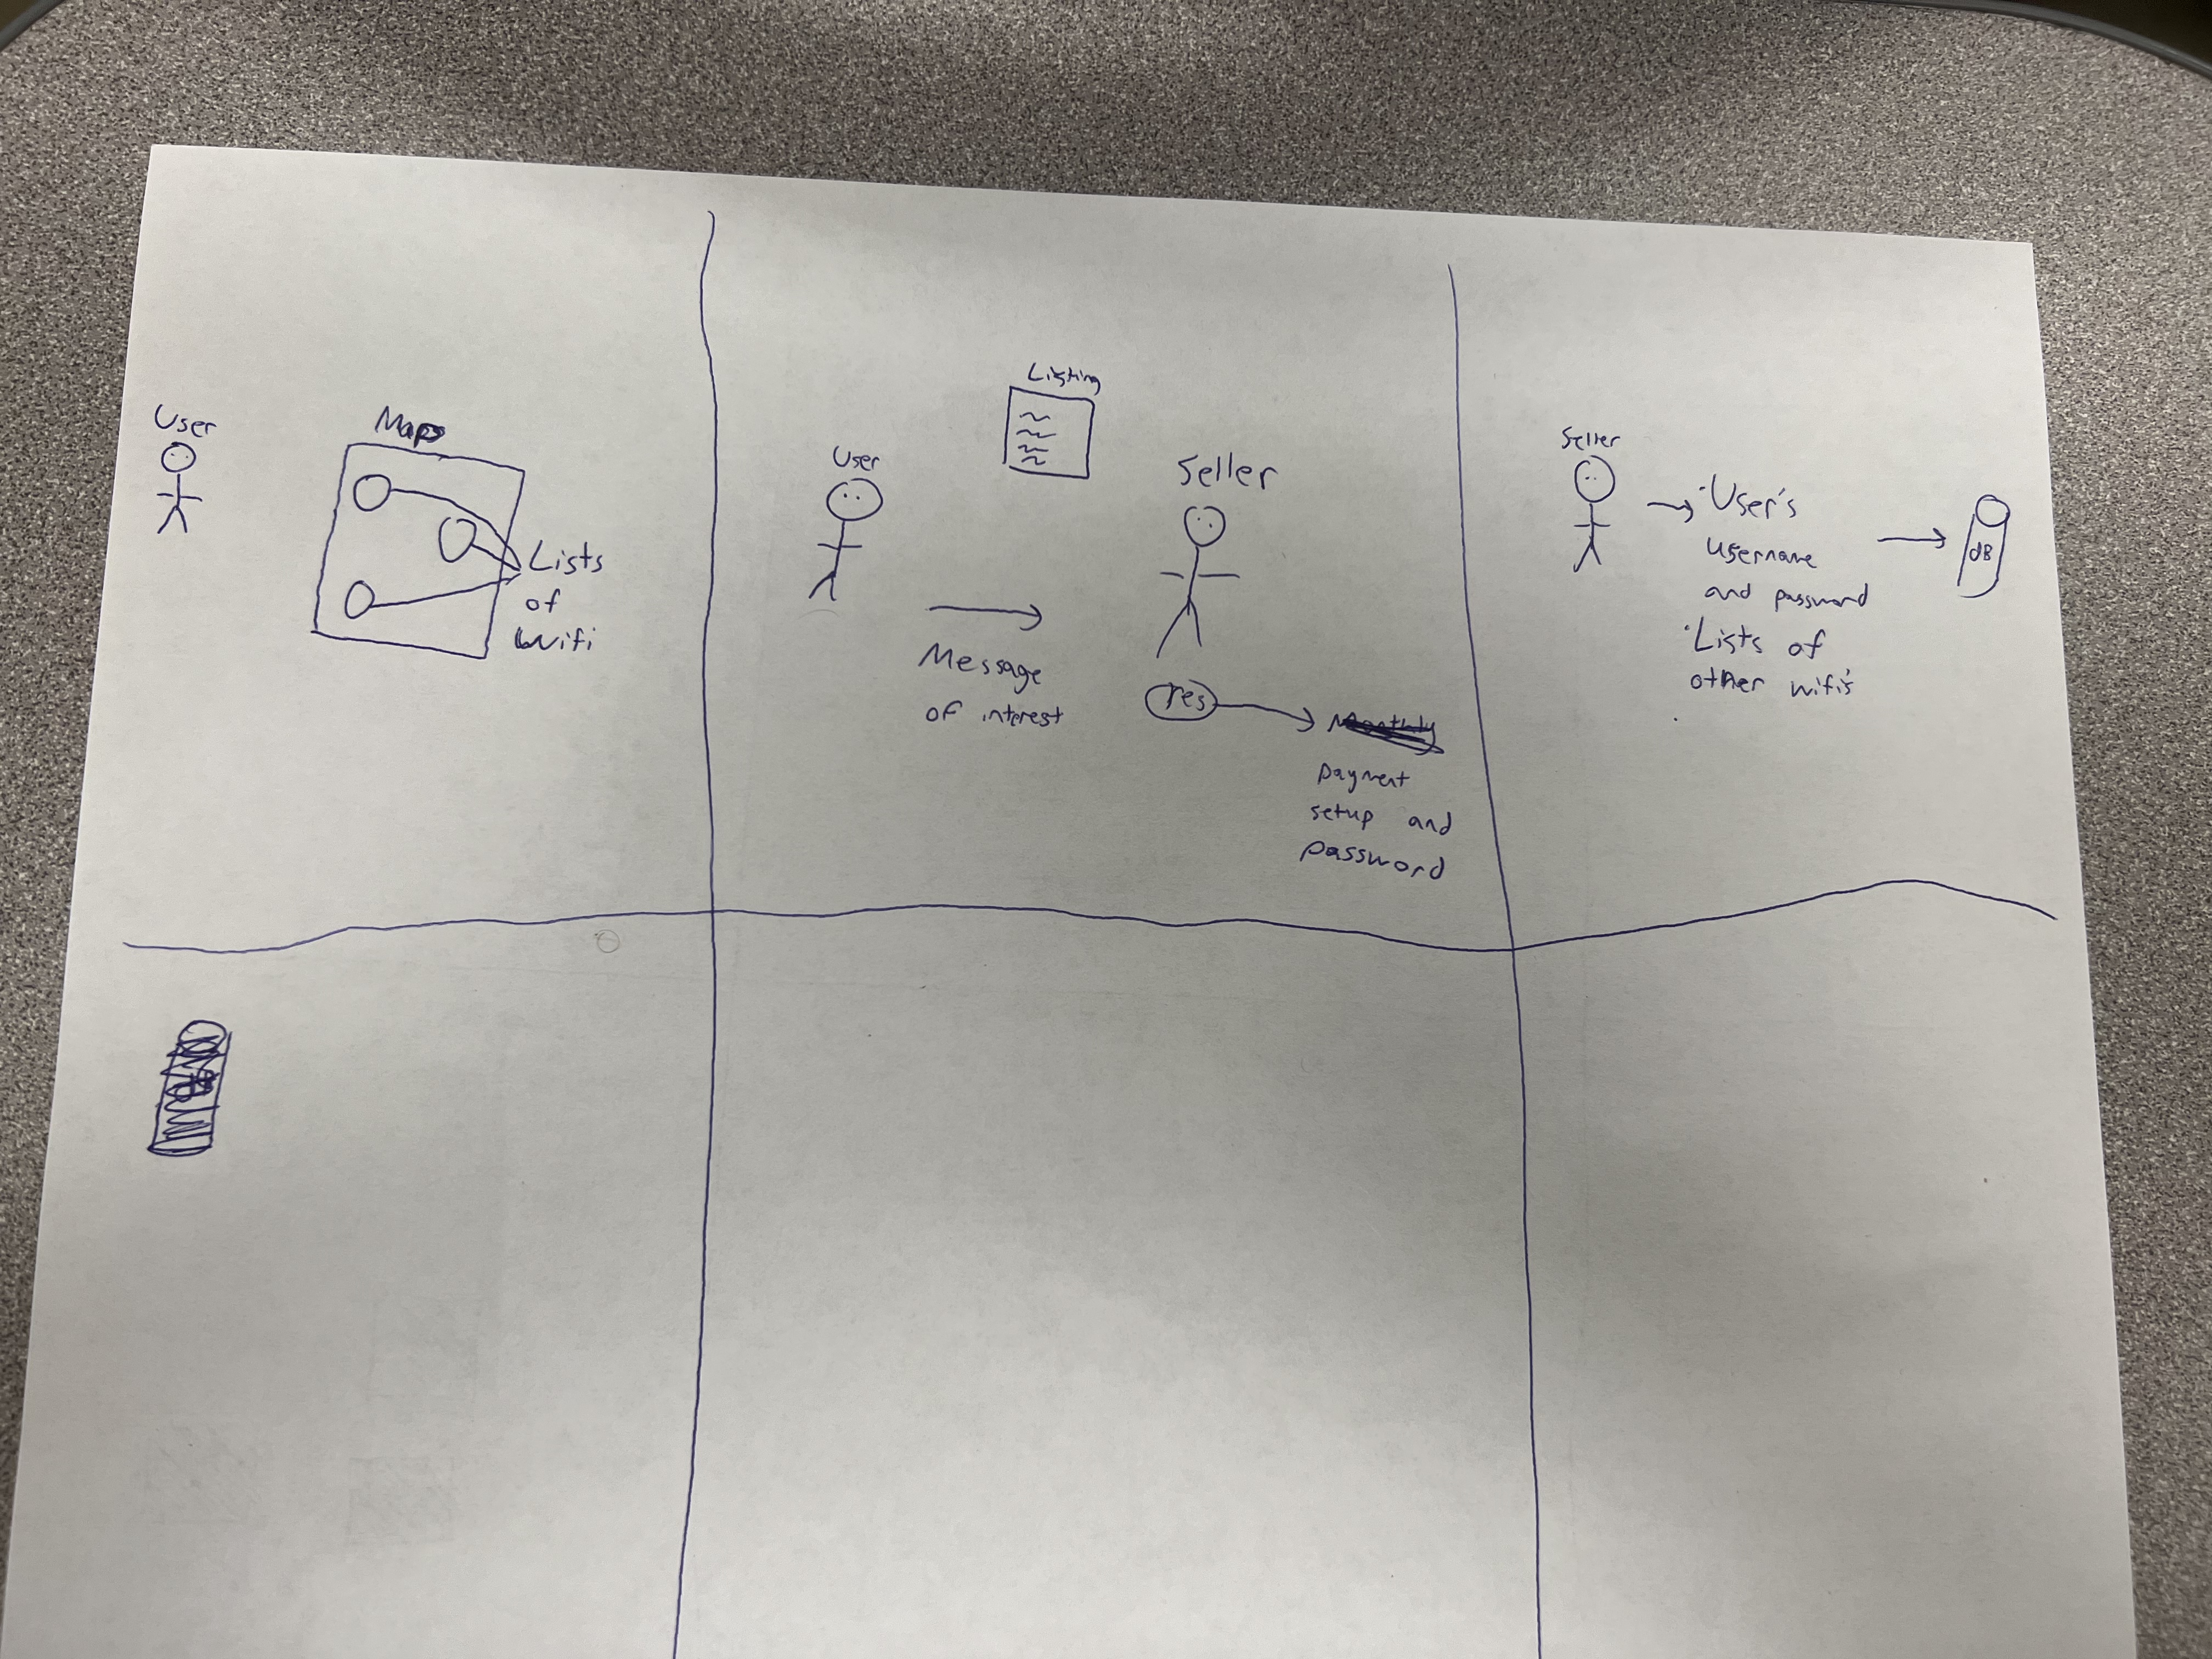 User
Map
Lists
of
wifi
User
Listing
Seller
Message
of interest
Yes
payment
setup and
password
Seller
• User's
username
and password
• Lists of
other wifi's
dB